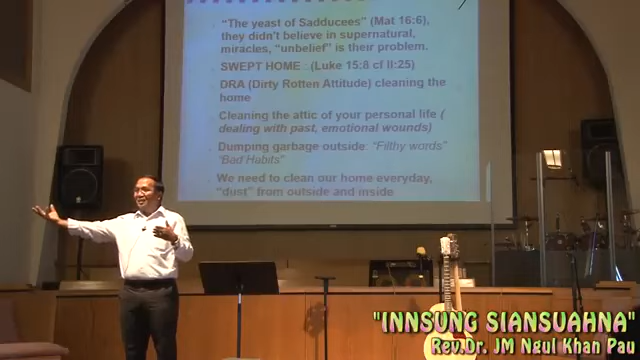 "The yeast of Sadducees" (Mat 16:6),
they didn't believe in supernatural,
miracles, "unbelief" is their problem.
SWEPT HOME : (Luke 15:8 cf II:25)
DRA (Dirty Rotten Attitude) cleaning the
home
Cleaning the attic of your personal life (
dealing with past, emotional wounds)
Dumping garbage outside: "Filthy words"
"Bad Habits"
We need to clean our home everyday,
"dust" from outside and inside
"INNSUNG SIANSUAHNA"
Rev.Dr. JM Ngul Khan Pau